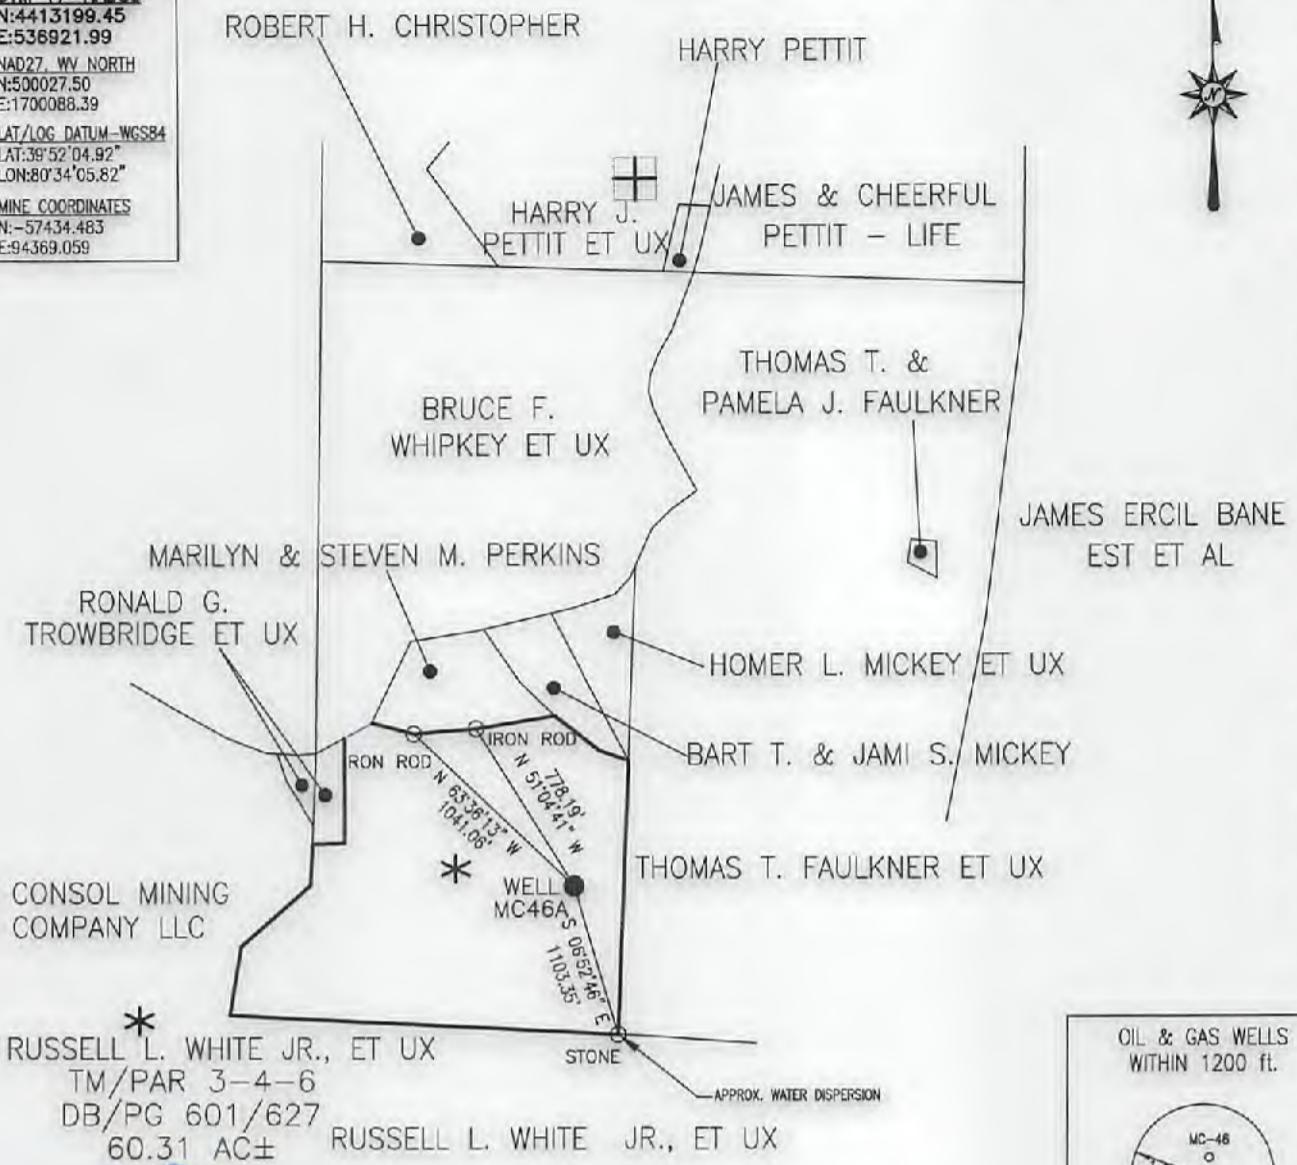 N:4413199.45
E:536921.99
NAD27, WV NORTH
N:500027.50
E:1700088.39
LAT/LOG DATUM-WGS84
LAT:39°52'04.92"
LON:80°34'05.82"
MINE COORDINATES
N:-57434.483
E:94369.059
ROBERT H. CHRISTOPHER
HARRY PETTIT
N
HARRY J.
PETTIT ET UX
JAMES & CHEERFUL
PETTIT - LIFE
THOMAS T. &
PAMELA J. FAULKNER
BRUCE F.
WHIPKEY ET UX
JAMES ERCIL BANE
EST ET AL
MARILYN & STEVEN M. PERKINS
RONALD G.
TROWBRIDGE ET UX
HOMER L. MICKEY ET UX
BART T. & JAMI S. MICKEY
RON ROD
IRON ROD
N 63°36'13" W
1041.06'
778.19'
N 51°04'41" W
THOMAS T. FAULKNER ET UX
*
WELL
MC46A
CONSOL MINING
COMPANY LLC
S 06°52'46" E
1103.35'
*
RUSSELL L. WHITE JR., ET UX
TM/PAR 3-4-6
DB/PG 601/627
60.31 AC±
STONE
APPROX. WATER DISPERSION
RUSSELL L. WHITE JR., ET UX
OIL & GAS WELLS
WITHIN 1200 ft.
MC-46